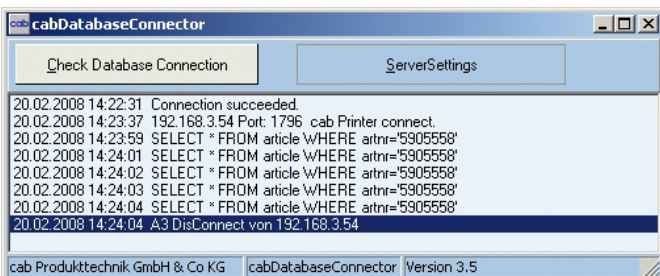 cab cabDatabaseConnector
Check Database Connection ServerSettings
20.02.2008 14:22:31 Connection succeeded.
20.02.2008 14:23:37 192.168.3.54 Port: 1796 cab Printer connect.
20.02.2008 14:23:59 SELECT * FROM article WHERE artnr='5905558'
20.02.2008 14:24:01 SELECT * FROM article WHERE artnr='5905558'
20.02.2008 14:24:02 SELECT * FROM article WHERE artnr='5905558'
20.02.2008 14:24:03 SELECT * FROM article WHERE artnr='5905558'
20.02.2008 14:24:04 SELECT * FROM article WHERE artnr='5905558'
20.02.2008 14:24:04 A3 DisConnect von 192.168.3.54
cab Produkttechnik GmbH & Co KG cabDatabaseConnector Version 3.5